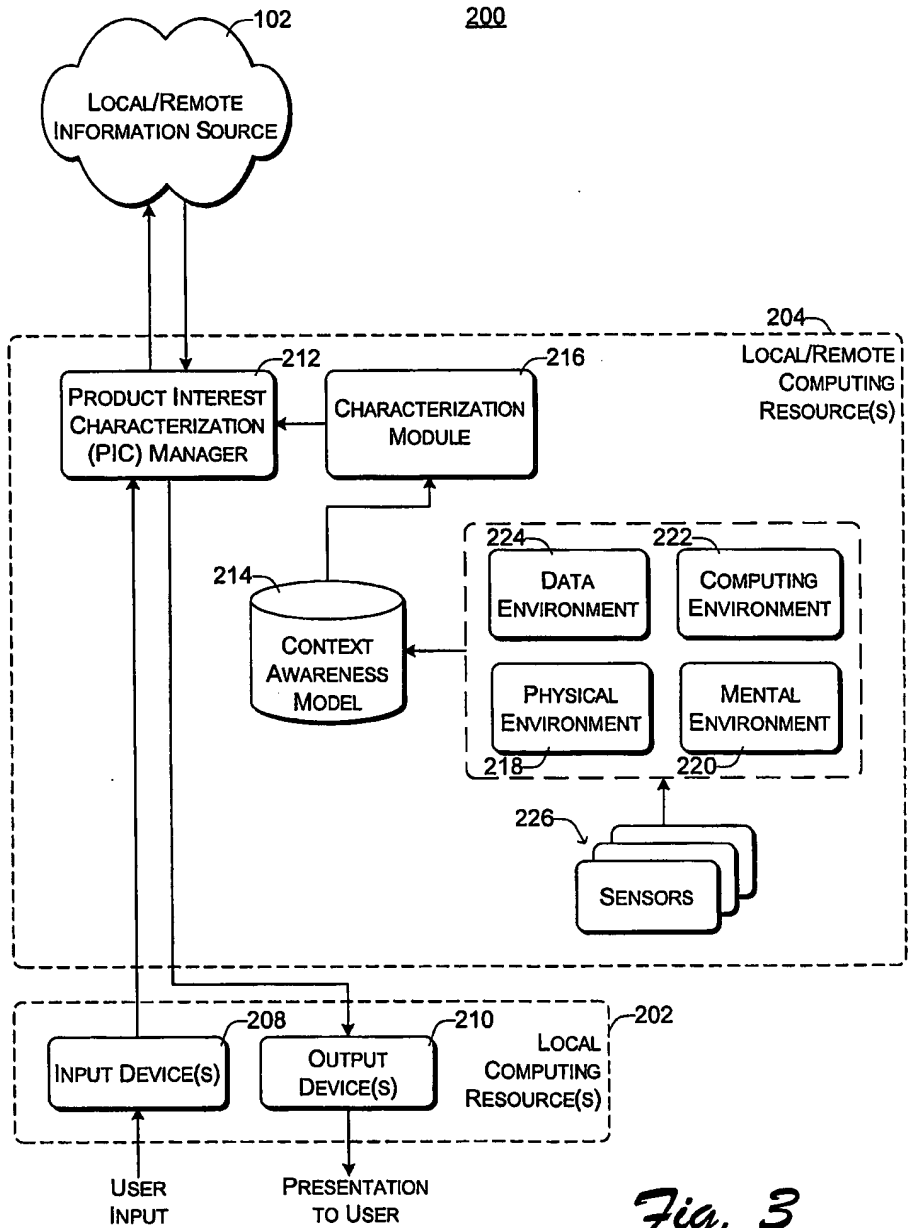 200
102
LOCAL/REMOTE
INFORMATION SOURCE
204
LOCAL/REMOTE
COMPUTING
RESOURCE(S)
212
PRODUCT INTEREST
CHARACTERIZATION
(PIC) MANAGER
216
CHARACTERIZATION
MODULE
214
CONTEXT
AWARENESS
MODEL
224
DATA
ENVIRONMENT
222
COMPUTING
ENVIRONMENT
PHYSICAL
ENVIRONMENT
218
MENTAL
ENVIRONMENT
220
226
SENSORS
208
INPUT DEVICE(S)
210
OUTPUT
DEVICE(S)
202
LOCAL
COMPUTING
RESOURCE(S)
USER
INPUT
PRESENTATION
TO USER
Fig. 3